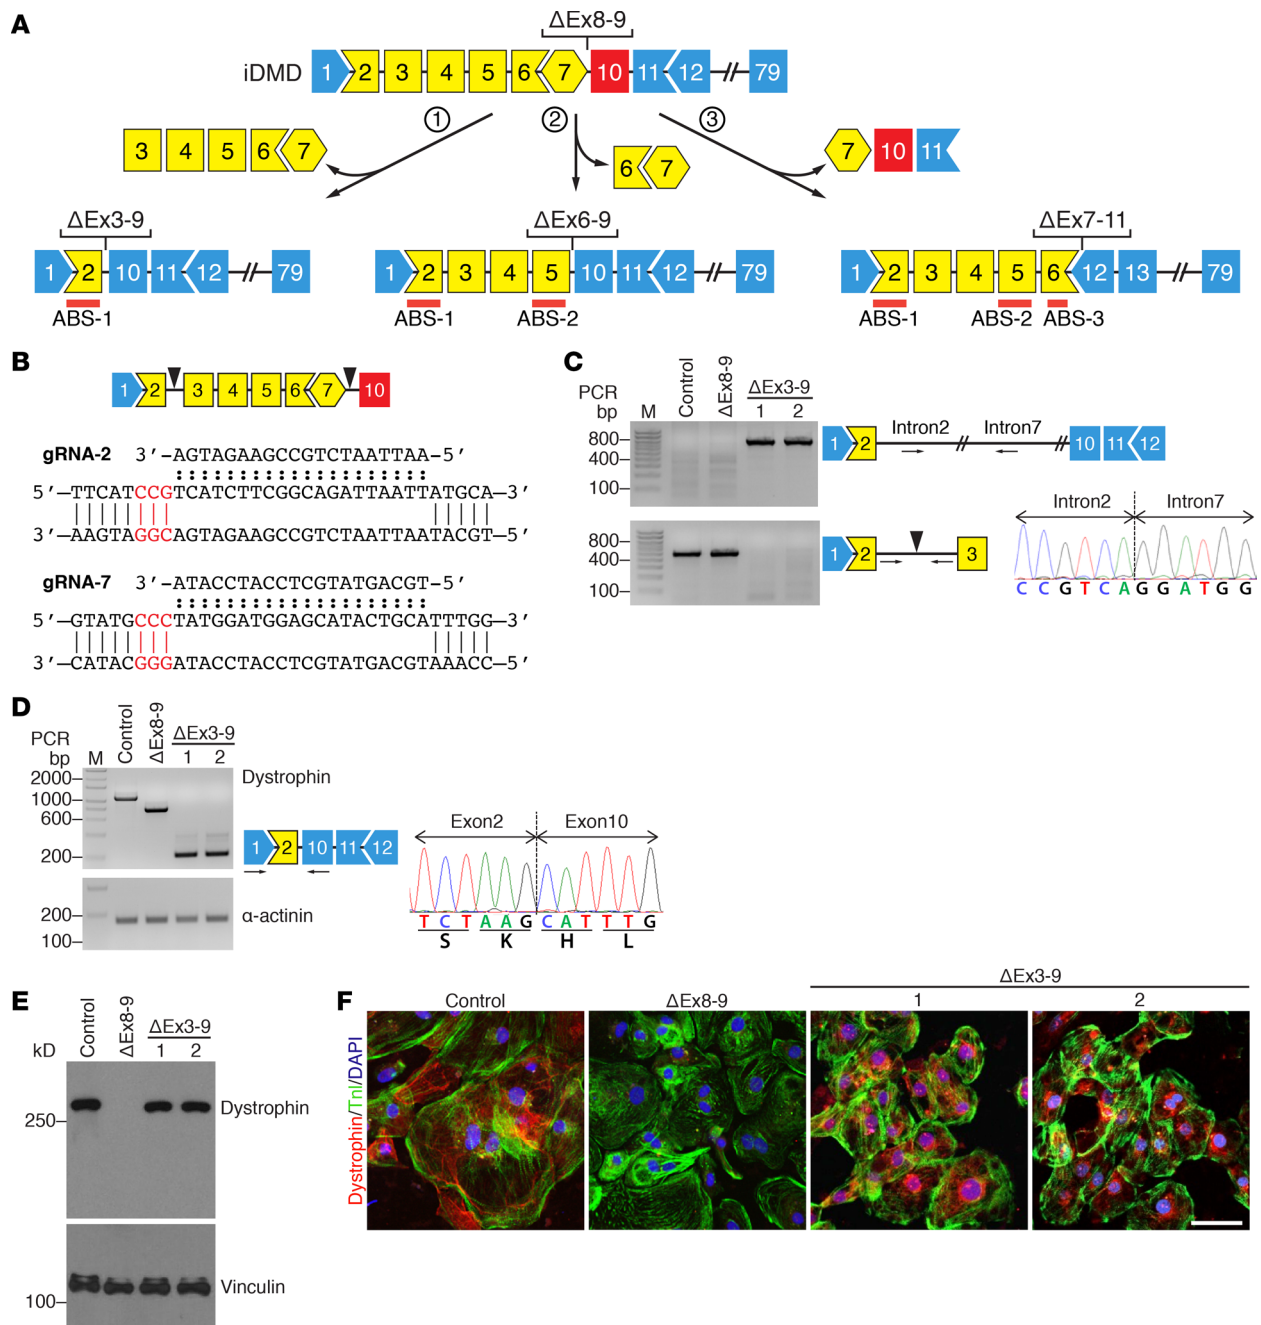 A
ΔEx8-9
iDMD 1 2 3 4 5 6 7 10 11 12 79
1 2 3
3 4 5 6 7
6 7
7 10 11
ΔEx3-9
1 2 10 11 12 79
ABS-1
ΔEx6-9
1 2 3 4 5 10 11 12 79
ABS-1 ABS-2
ΔEx7-11
1 2 3 4 5 6 12 13 79
ABS-1 ABS-2 ABS-3
B
1 2 3 4 5 6 7 10
gRNA-2 3′-AGTAGAAGCCGTCTAATTAA-5′
5′—TTCATCCGTCATCTTCGGCAGATTAATTATGCA—3′
3′—AAGTAGGCAGTAGAAGCCGTCTAATTAATACGT—5′
gRNA-7 3′-ATACCTACCTCGTATGACGT-5′
5′—GTATGCCCTATGGATGGAGCATACTGCATTTGG—3′
3′—CATACGGGATACCTACCTCGTATGACGTAAACC—5′
C
PCR
bp M Control ΔEx8-9 ΔEx3-9
1 2
800
400
100
1 2 Intron2 Intron7 10 11 12
800
400
100
1 2 3
Intron2 Intron7
C C G T C A G G A T G G
D
PCR
bp M Control ΔEx8-9 ΔEx3-9
1 2
2000
1000
600
200
Dystrophin
200
100
α-actinin
1 2 10 11 12
Exon2 Exon10
T C T A A G C A T T T G
S K H L
E
kD Control ΔEx8-9 ΔEx3-9
1 2
250
Dystrophin
100
Vinculin
F
Control ΔEx8-9 ΔEx3-9
1 2
Dystrophin/TnI/DAPI